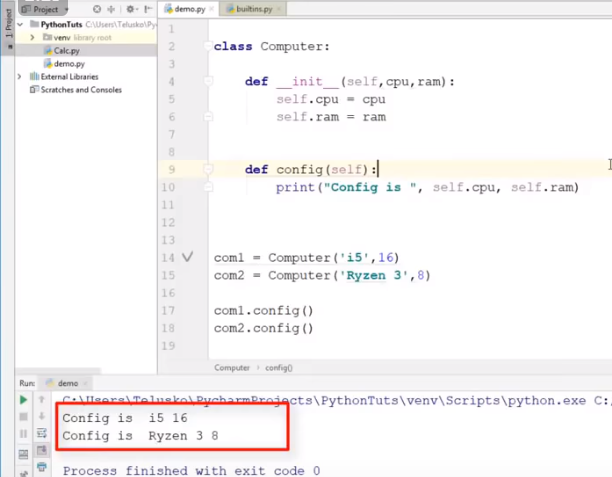 1: Project
Project
demo.py
builtins.py
PythonTuts C:\Users\Telusko\Py
venv library root
Calc.py
demo.py
External Libraries
Scratches and Consoles
1
2 class Computer:
3
4 def __init__(self,cpu,ram):
5 self.cpu = cpu
6 self.ram = ram
7
8
9 def config(self):
10 print("Config is ", self.cpu, self.ram)
11
12
13
14 com1 = Computer('i5',16)
15 com2 = Computer('Ryzen 3',8)
16
17 com1.config()
18 com2.config()
19
Computer › config()
Run: demo
C:\Users\Telusko\PycharmProjects\PythonTuts\venv\Scripts\python.exe C:/
Config is  i5 16
Config is  Ryzen 3 8
Process finished with exit code 0